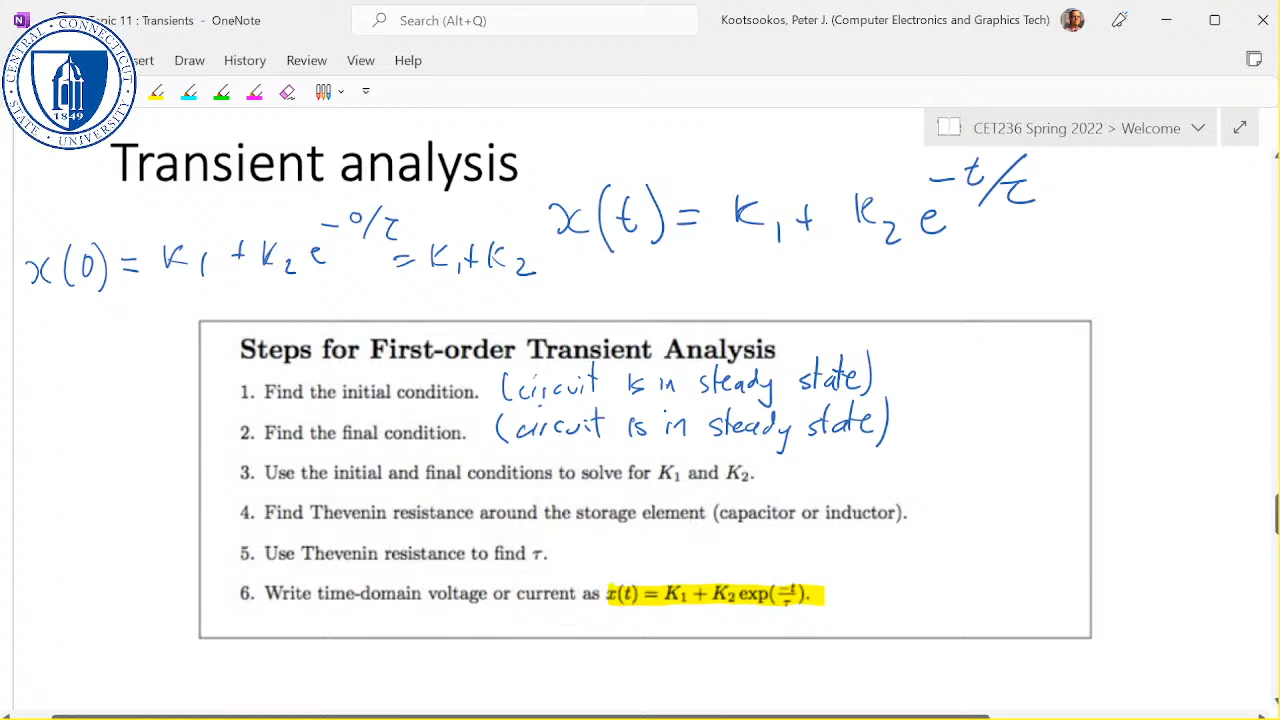 Topic 11 : Transients - OneNote
Search (Alt+Q)
Kootsookos, Peter J. (Computer Electronics and Graphics Tech)
CENTRAL CONNECTICUT STATE UNIVERSITY
1849
Draw History Review View Help
CET236 Spring 2022 > Welcome
Transient analysis
x(t) = K₁ + K₂ e^(-t/τ)
x(0) = K₁ + K₂ e^(-0/τ) = K₁ + K₂
Steps for First-order Transient Analysis
1. Find the initial condition. (circuit is in steady state)
2. Find the final condition. (circuit is in steady state)
3. Use the initial and final conditions to solve for K₁ and K₂.
4. Find Thevenin resistance around the storage element (capacitor or inductor).
5. Use Thevenin resistance to find τ.
6. Write time-domain voltage or current as x(t) = K₁ + K₂ exp(-t/τ).